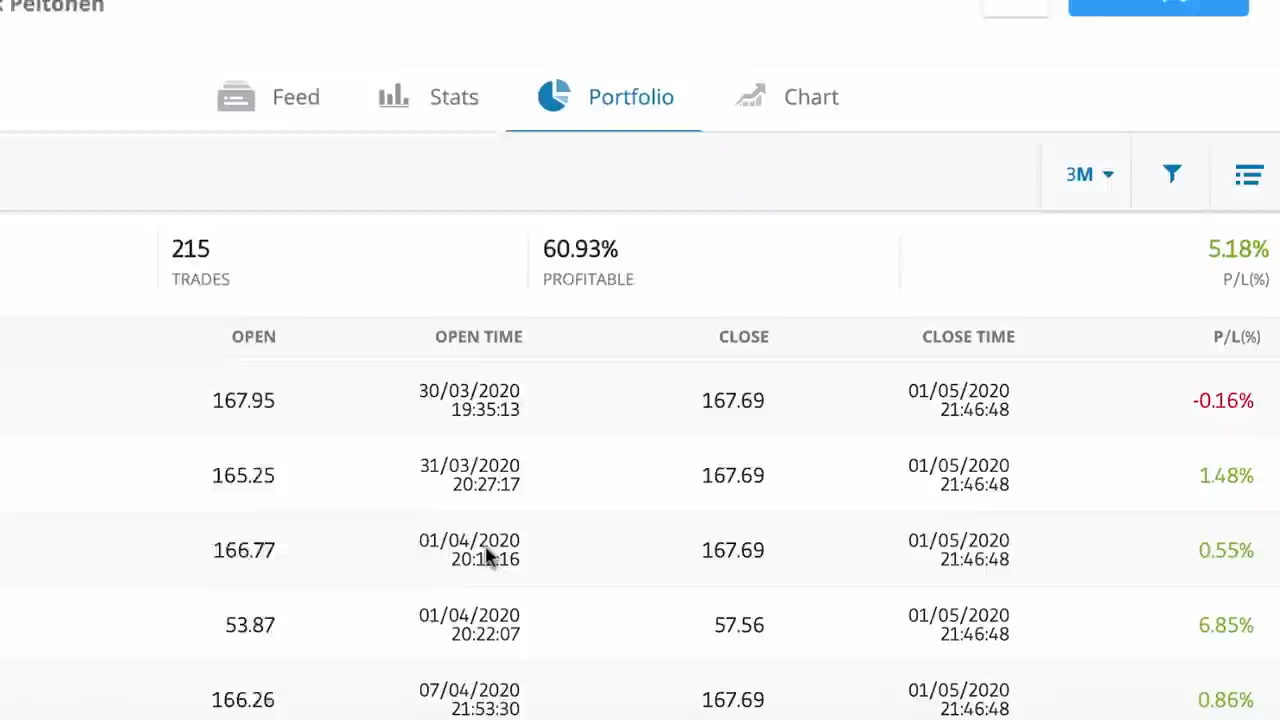 Peltonen
Feed
Stats
Portfolio
Chart
3M
215
TRADES
60.93%
PROFITABLE
5.18%
P/L(%)
OPEN OPEN TIME CLOSE CLOSE TIME P/L(%)
167.95 30/03/2020 19:35:13 167.69 01/05/2020 21:46:48 -0.16%
165.25 31/03/2020 20:27:17 167.69 01/05/2020 21:46:48 1.48%
166.77 01/04/2020 167.69 01/05/2020 21:46:48 0.55%
53.87 01/04/2020 20:22:07 57.56 01/05/2020 21:46:48 6.85%
166.26 07/04/2020 21:53:30 167.69 01/05/2020 21:46:48 0.86%